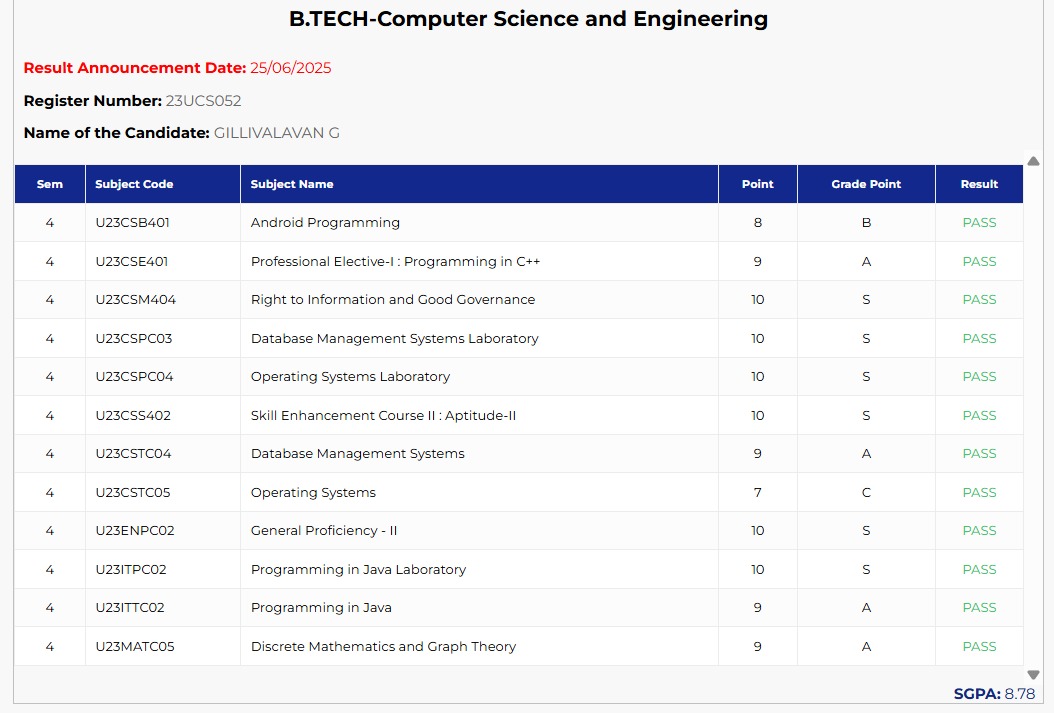 B.TECH-Computer Science and Engineering
Result Announcement Date: 25/06/2025
Register Number: 23UCS052
Name of the Candidate: GILLIVALAVAN G
Sem Subject Code Subject Name Point Grade Point Result
4 U23CSB401 Android Programming 8 B PASS
4 U23CSE401 Professional Elective-I : Programming in C++ 9 A PASS
4 U23CSM404 Right to Information and Good Governance 10 S PASS
4 U23CSPC03 Database Management Systems Laboratory 10 S PASS
4 U23CSPC04 Operating Systems Laboratory 10 S PASS
4 U23CSS402 Skill Enhancement Course II : Aptitude-II 10 S PASS
4 U23CSTC04 Database Management Systems 9 A PASS
4 U23CSTC05 Operating Systems 7 C PASS
4 U23ENPC02 General Proficiency - II 10 S PASS
4 U23ITPC02 Programming in Java Laboratory 10 S PASS
4 U23ITTC02 Programming in Java 9 A PASS
4 U23MATC05 Discrete Mathematics and Graph Theory 9 A PASS
SGPA: 8.78